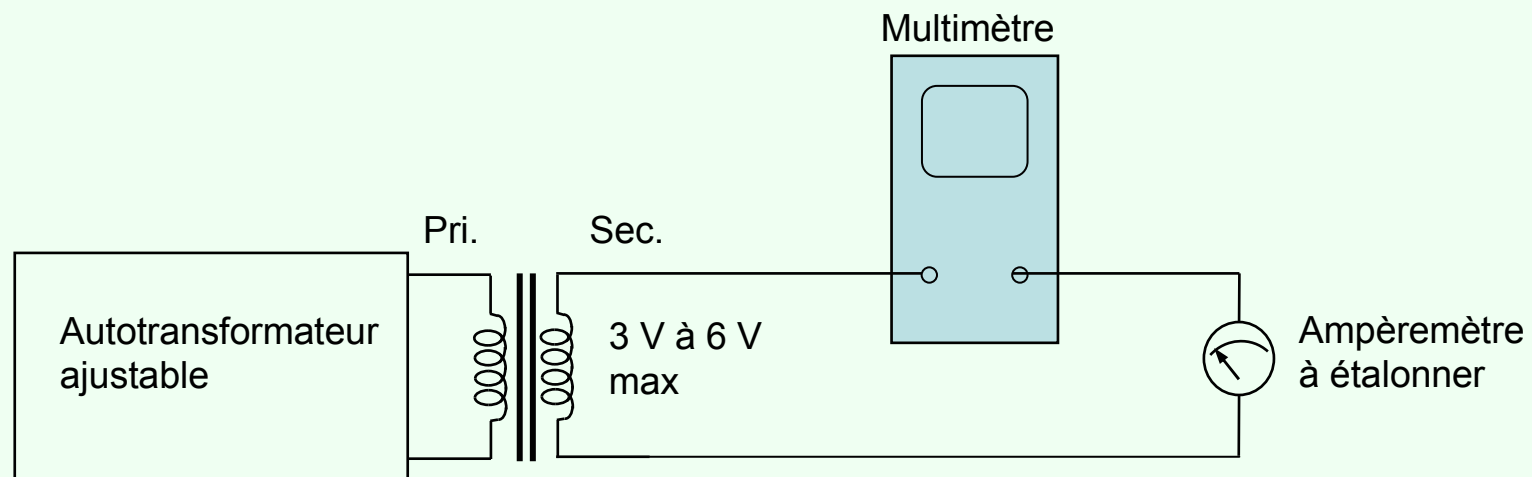 Multimètre
Pri.
Sec.
Autotransformateur
ajustable
3 V à 6 V
max
Ampèremètre
à étalonner